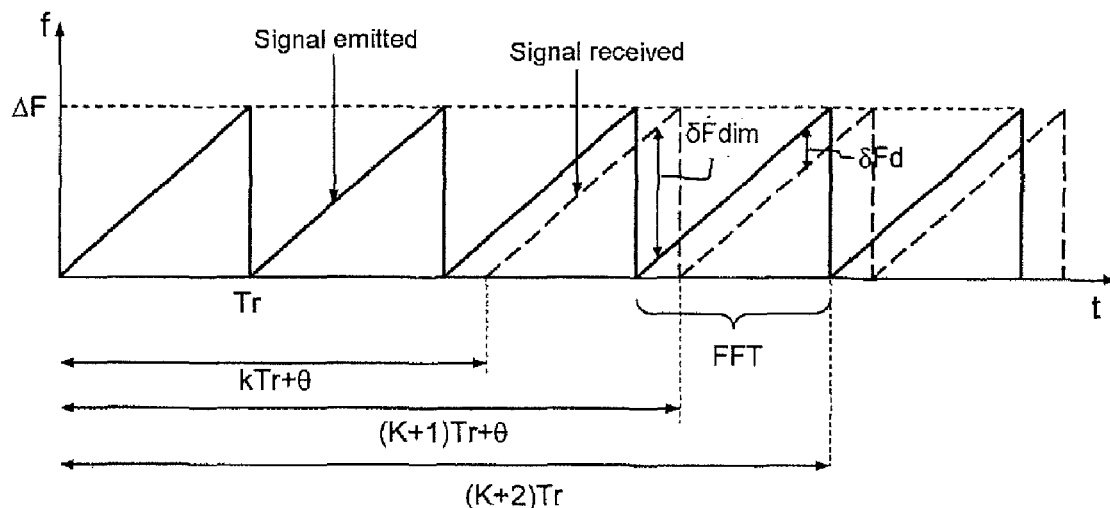 f
Signal emitted
Signal received
ΔF
δFdim
δFd
Tr
t
FFT
kTr+θ
(K+1)Tr+θ
(K+2)Tr